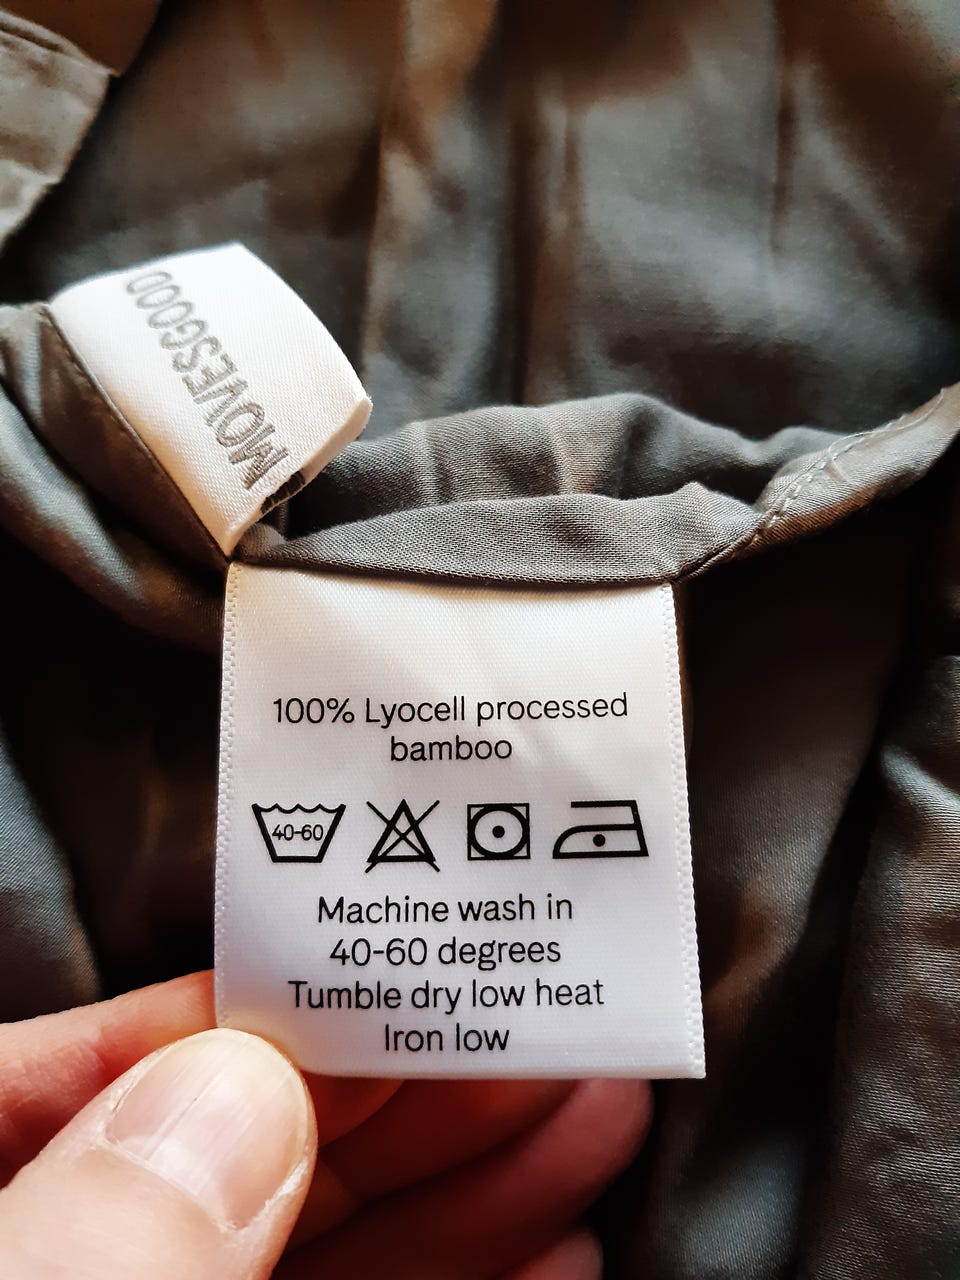 MOVESGOOD
100% Lyocell processed
bamboo
40-60
Machine wash in
40-60 degrees
Tumble dry low heat
Iron low